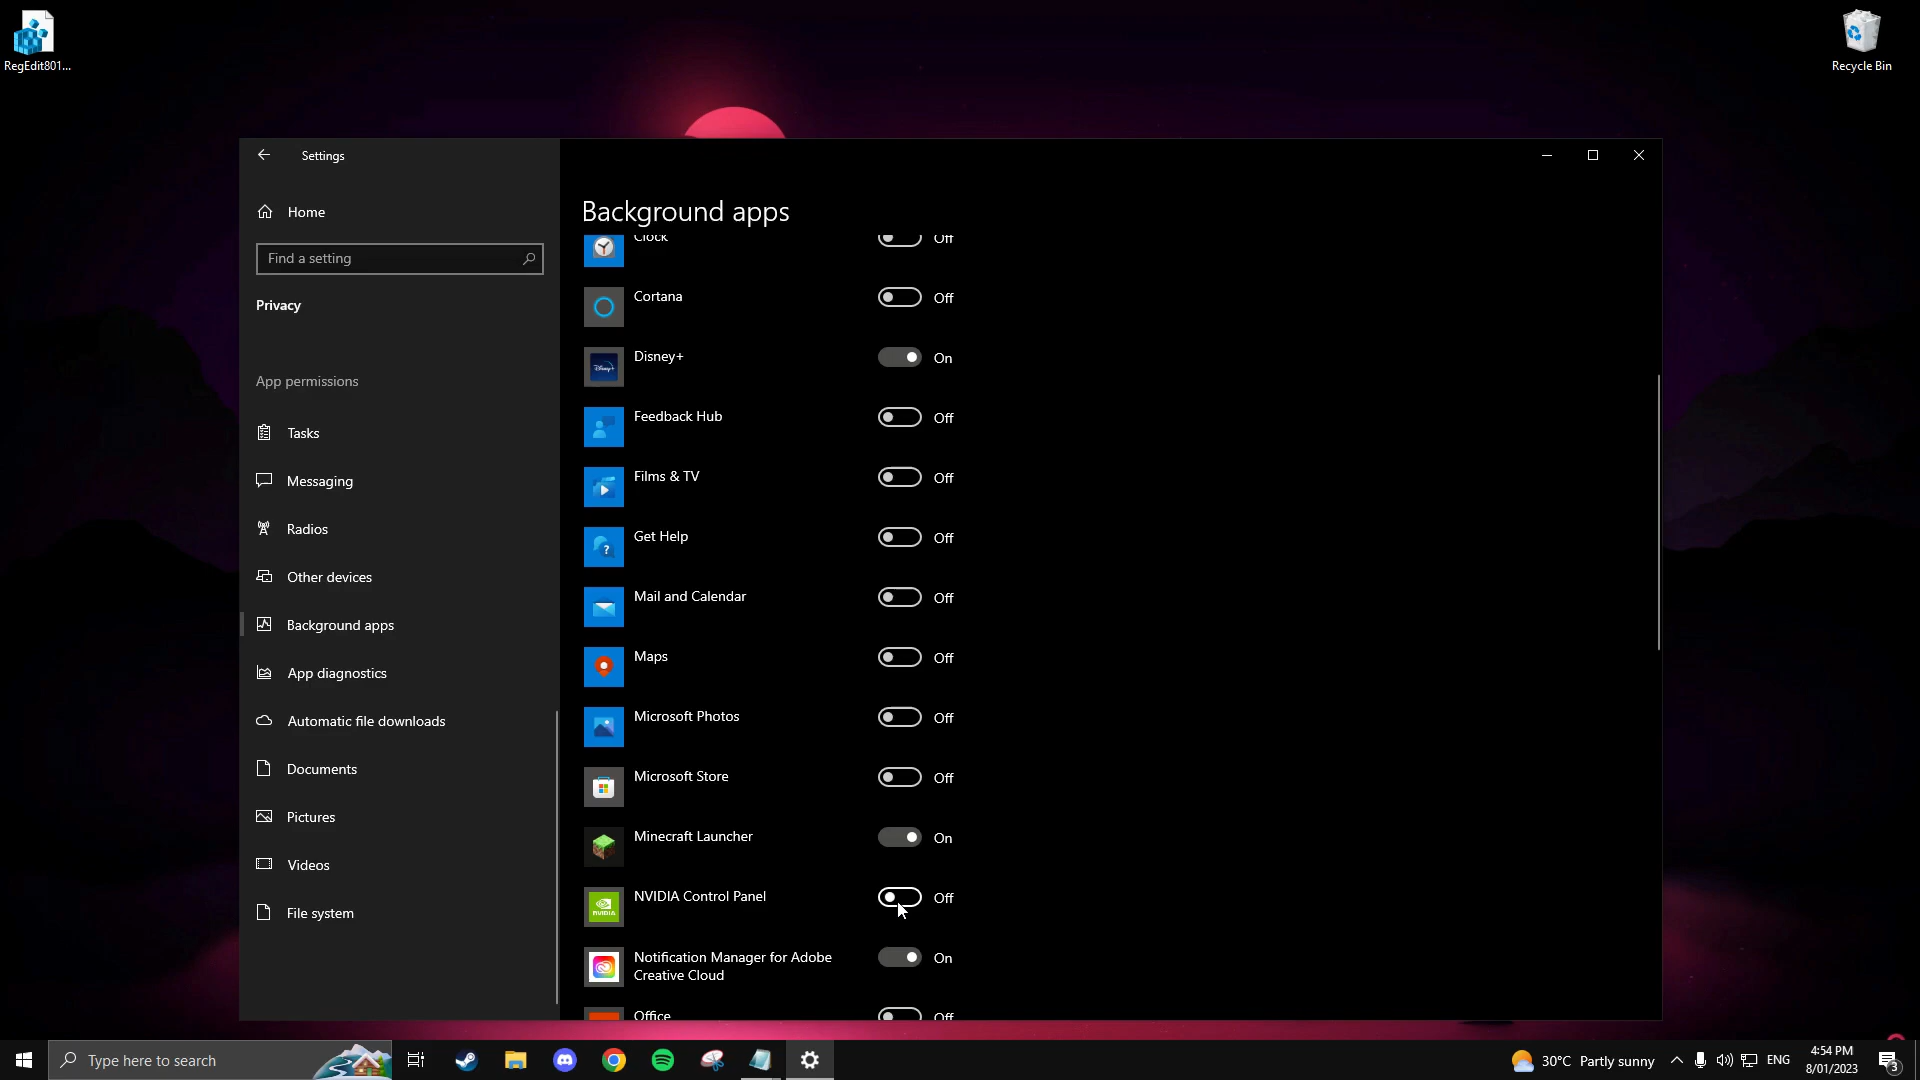 RegEdit801...
Recycle Bin
Settings
Home
Find a setting
Privacy
App permissions
Tasks
Messaging
Radios
Other devices
Background apps
App diagnostics
Automatic file downloads
Documents
Pictures
Videos
File system
Background apps
Clock Off
Cortana Off
Disney+ On
Feedback Hub Off
Films & TV Off
Get Help Off
Mail and Calendar Off
Maps Off
Microsoft Photos Off
Microsoft Store Off
Minecraft Launcher On
NVIDIA Control Panel Off
Notification Manager for Adobe On
Creative Cloud
Office Off
Type here to search
30°C Partly sunny
ENG
4:54 PM
8/01/2023
3